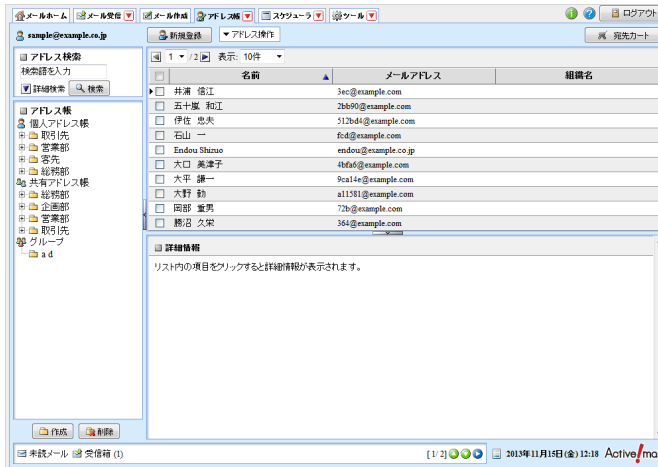 メールホーム メール受信 メール作成 アドレス帳 スケジューラ ツール ログアウト
sample@example.co.jp 新規登録 アドレス操作 宛先カート
アドレス検索
検索語を入力
詳細検索 検索
アドレス帳
個人アドレス帳
取引先
営業部
客先
総務部
共有アドレス帳
総務部
企画部
営業部
取引先
グループ
a d
作成 削除
1 / 2 表示: 10件
名前 メールアドレス 組織名
井浦 信江 3ec@example.com
五十嵐 和江 2bb90@example.com
伊佐 忠夫 512bd4@example.com
石山 一 fcd@example.com
Endou Shizuo endou@example.co.jp
大口 美津子 4bfa6@example.com
大平 謙一 9ca14e@example.com
大野 勲 a11581@example.com
岡部 重男 72b@example.com
勝沼 久栄 364@example.com
詳細情報
リスト内の項目をクリックすると詳細情報が表示されます。
未読メール 受信箱 (1) [1/ 2] 2013年11月15日(金) 12:18 Active! ma